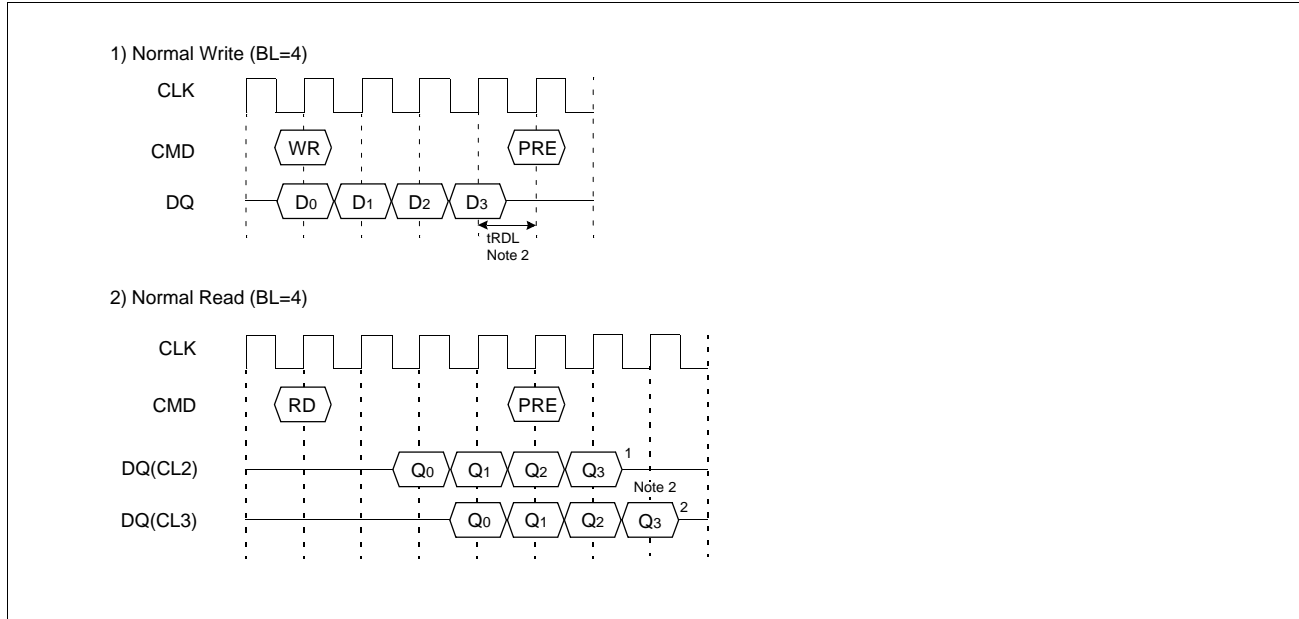 1) Normal Write (BL=4)
CLK
CMD WR PRE
DQ D0 D1 D2 D3
tRDL
Note 2
2) Normal Read (BL=4)
CLK
CMD RD PRE
DQ(CL2) Q0 Q1 Q2 Q3 1
Note 2
DQ(CL3) Q0 Q1 Q2 Q3 2